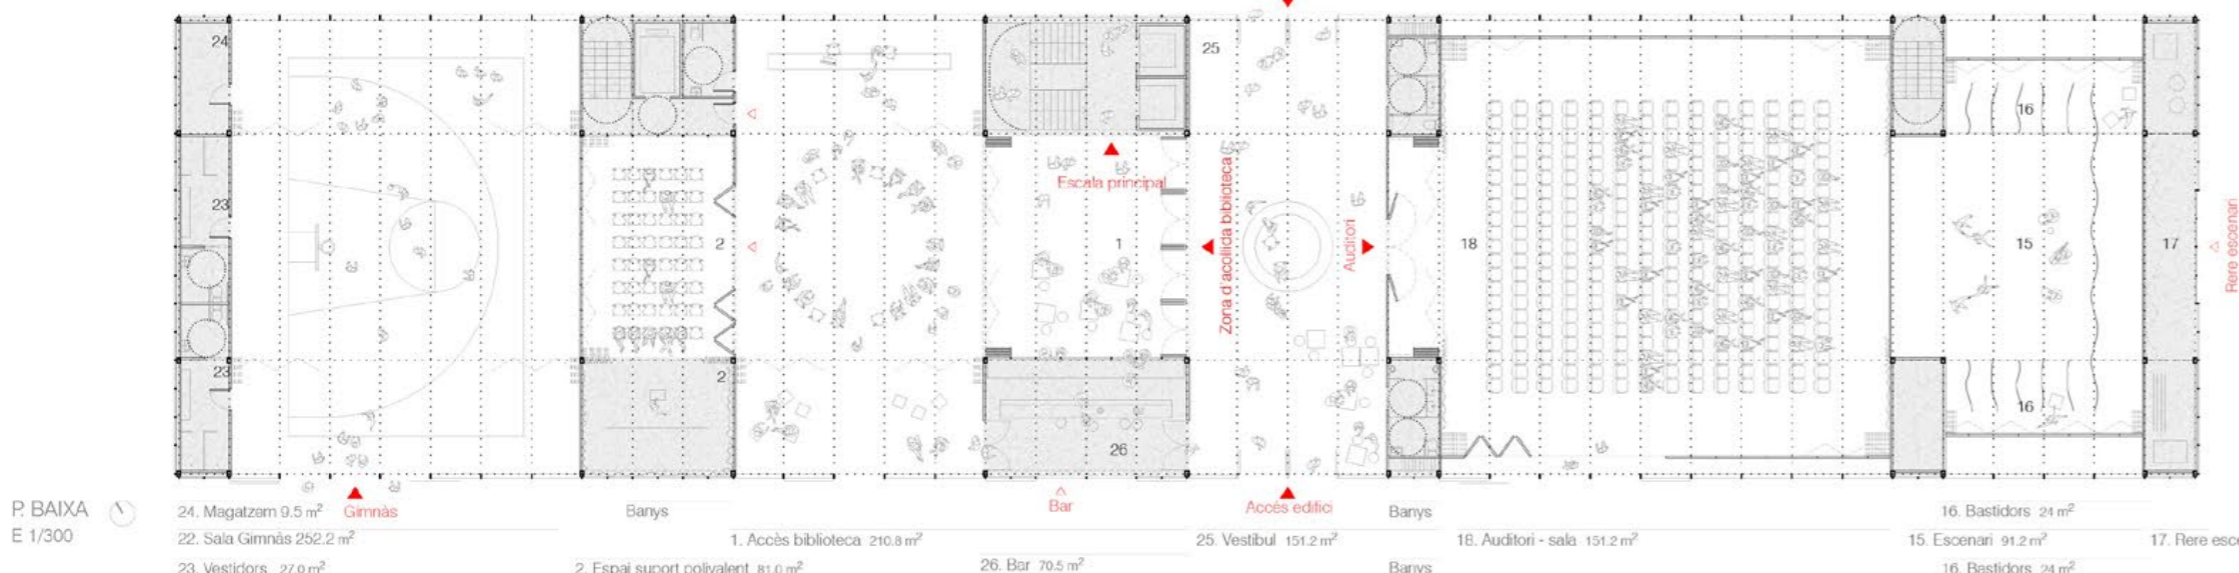 24
25
16
Escala principal
23
Zona d acollida biblioteca
Auditori
2
1
18
15
17
Rere escenari
23
2
16
26
P. BAIXA
E 1/300
Gimnàs
Bar
Accés edifici
24. Magatzem 9.5 m²
Banys
Banys
16. Bastidors 24 m²
22. Sala Gimnàs 252.2 m²
1. Accès biblioteca 210.8 m²
25. Vestíbul 151.2 m²
18. Auditori - sala 151.2 m²
15. Escenari 91.2 m²
17. Rere esce
23. Vestidors 27.0 m²
2. Espai suport polivalent 81.0 m²
26. Bar 70.5 m²
Banys
16. Bastidors 24 m²